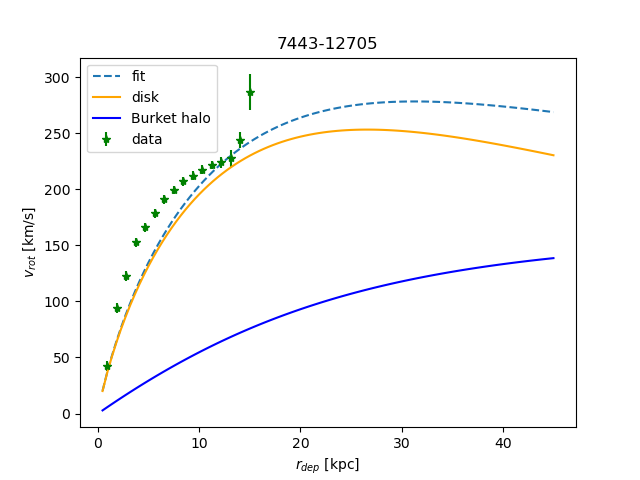 7443-12705
fit
disk
Burket halo
data
300
250
200
150
100
50
0
v_rot [km/s]
0 10 20 30 40
r_dep [kpc]